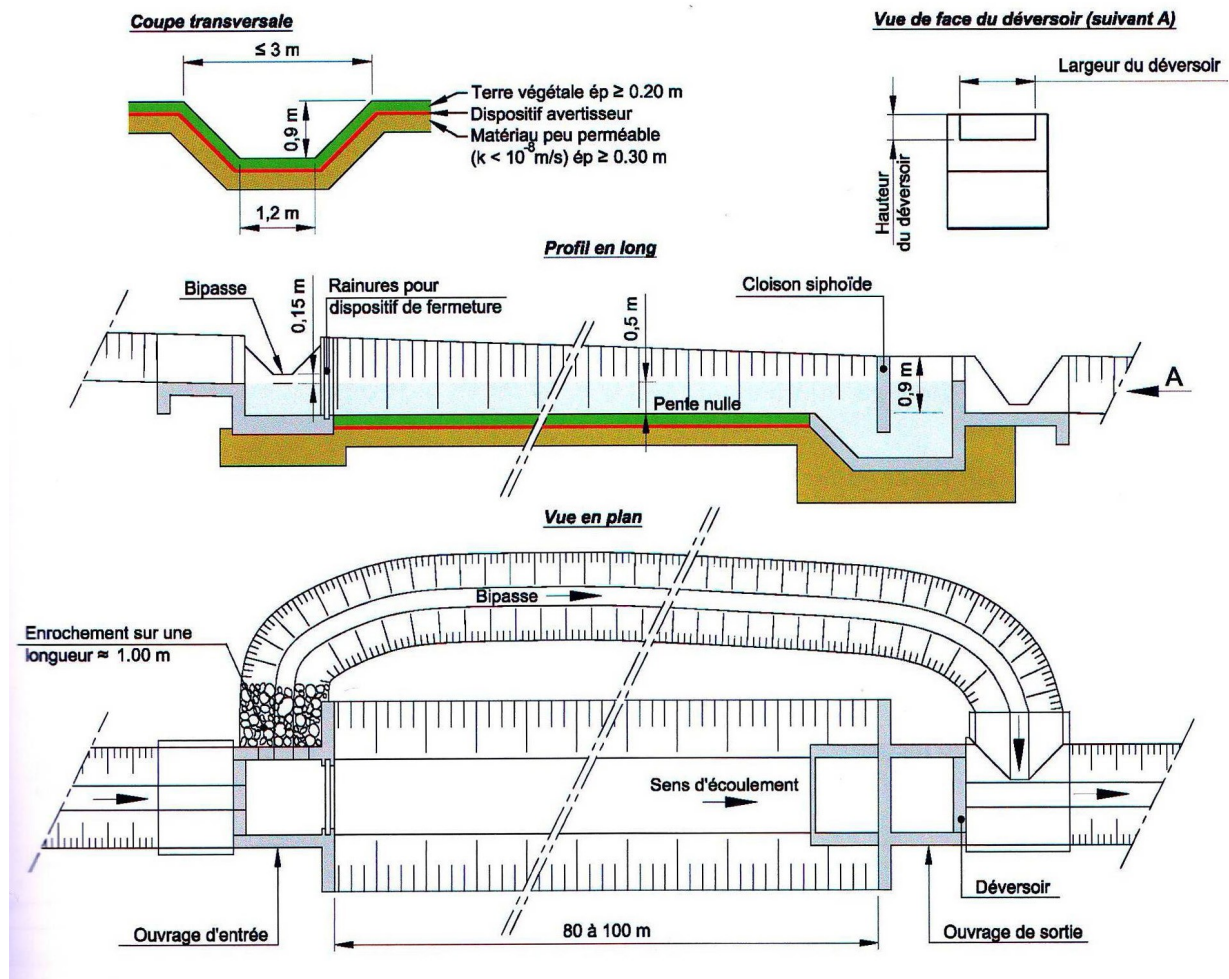 Coupe transversale
≤ 3 m
0,9 m
1,2 m
Terre végétale ép ≥ 0.20 m
Dispositif avertisseur
Matériau peu perméable
(k < 10⁻⁸ m/s) ép ≥ 0.30 m
Vue de face du déversoir (suivant A)
Largeur du déversoir
Hauteur
du déversoir
Profil en long
Bipasse
0,15 m
Rainures pour
dispositif de fermeture
0,5 m
Cloison siphoïde
0,9 m
A
Pente nulle
Vue en plan
Bipasse
Enrochement sur une
longueur ≈ 1.00 m
Sens d'écoulement
Déversoir
Ouvrage d'entrée
80 à 100 m
Ouvrage de sortie